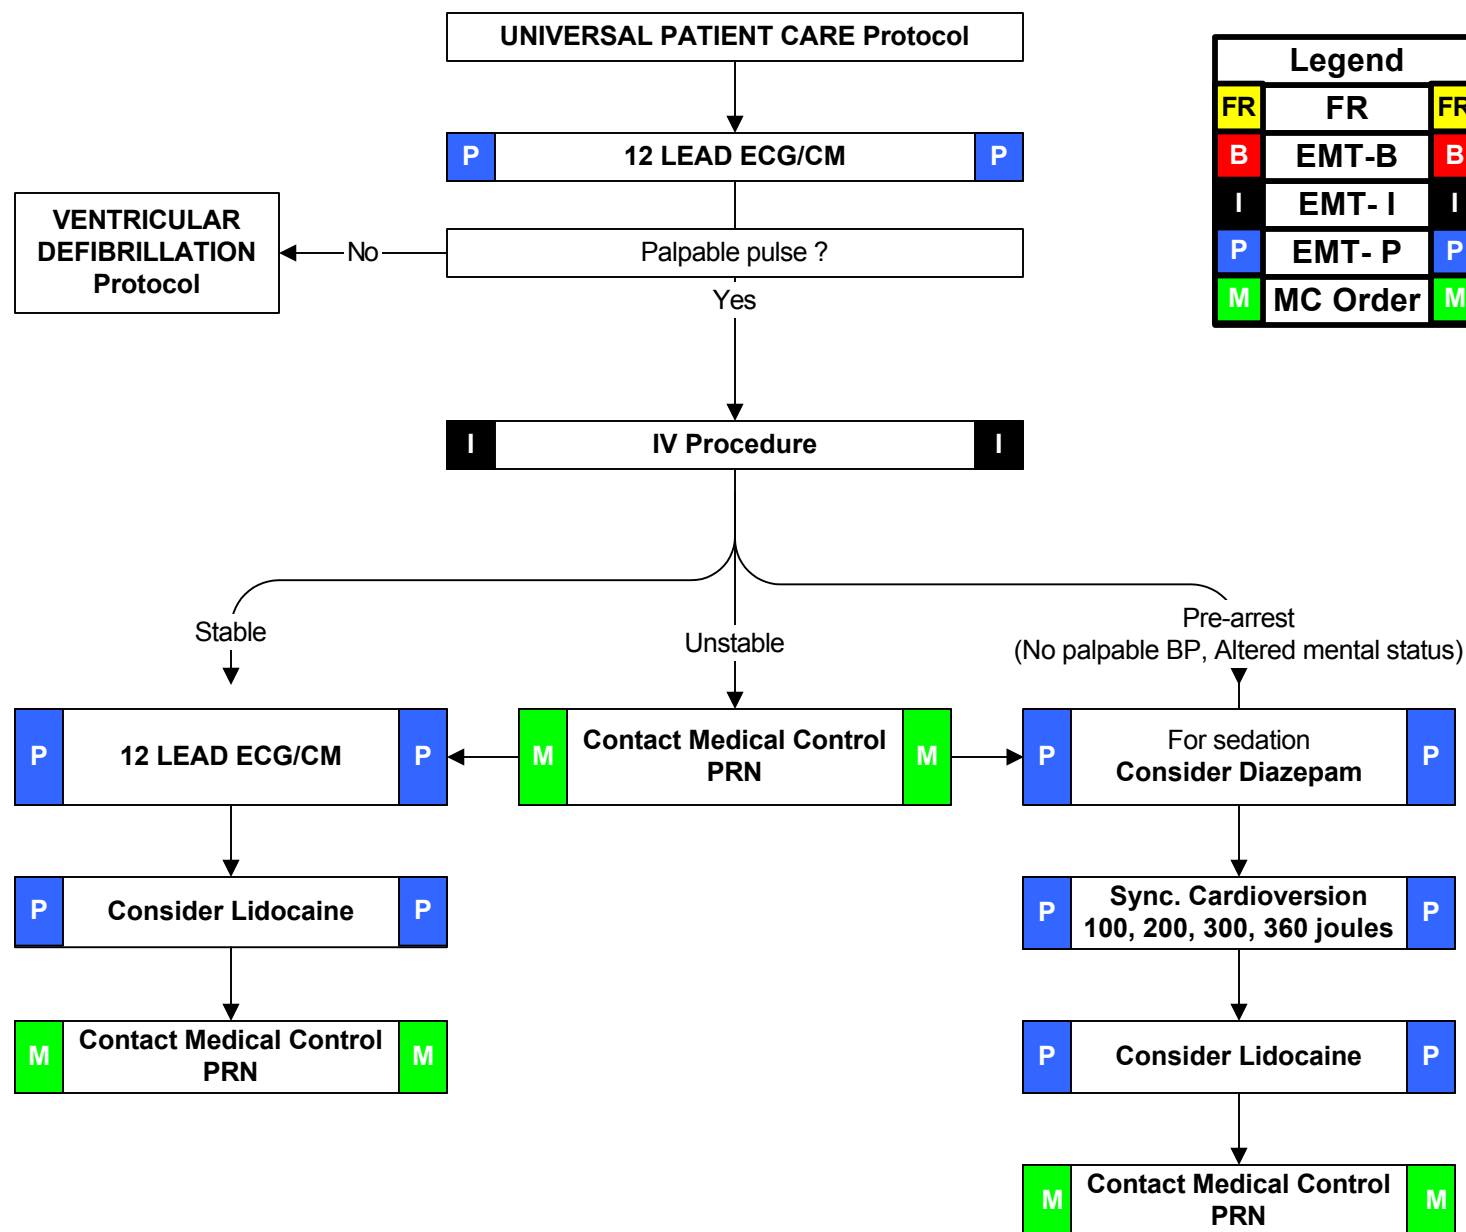 UNIVERSAL PATIENT CARE Protocol
Legend
FR FR FR
B EMT-B B
I EMT- I I
P EMT- P P
M MC Order M
P 12 LEAD ECG/CM P
VENTRICULAR
DEFIBRILLATION
Protocol
No
Palpable pulse ?
Yes
I IV Procedure I
Stable
Unstable
Pre-arrest
(No palpable BP, Altered mental status)
P 12 LEAD ECG/CM P
M Contact Medical Control M
PRN
P For sedation P
Consider Diazepam
P Consider Lidocaine P
P Sync. Cardioversion P
100, 200, 300, 360 joules
M Contact Medical Control M
PRN
P Consider Lidocaine P
M Contact Medical Control M
PRN